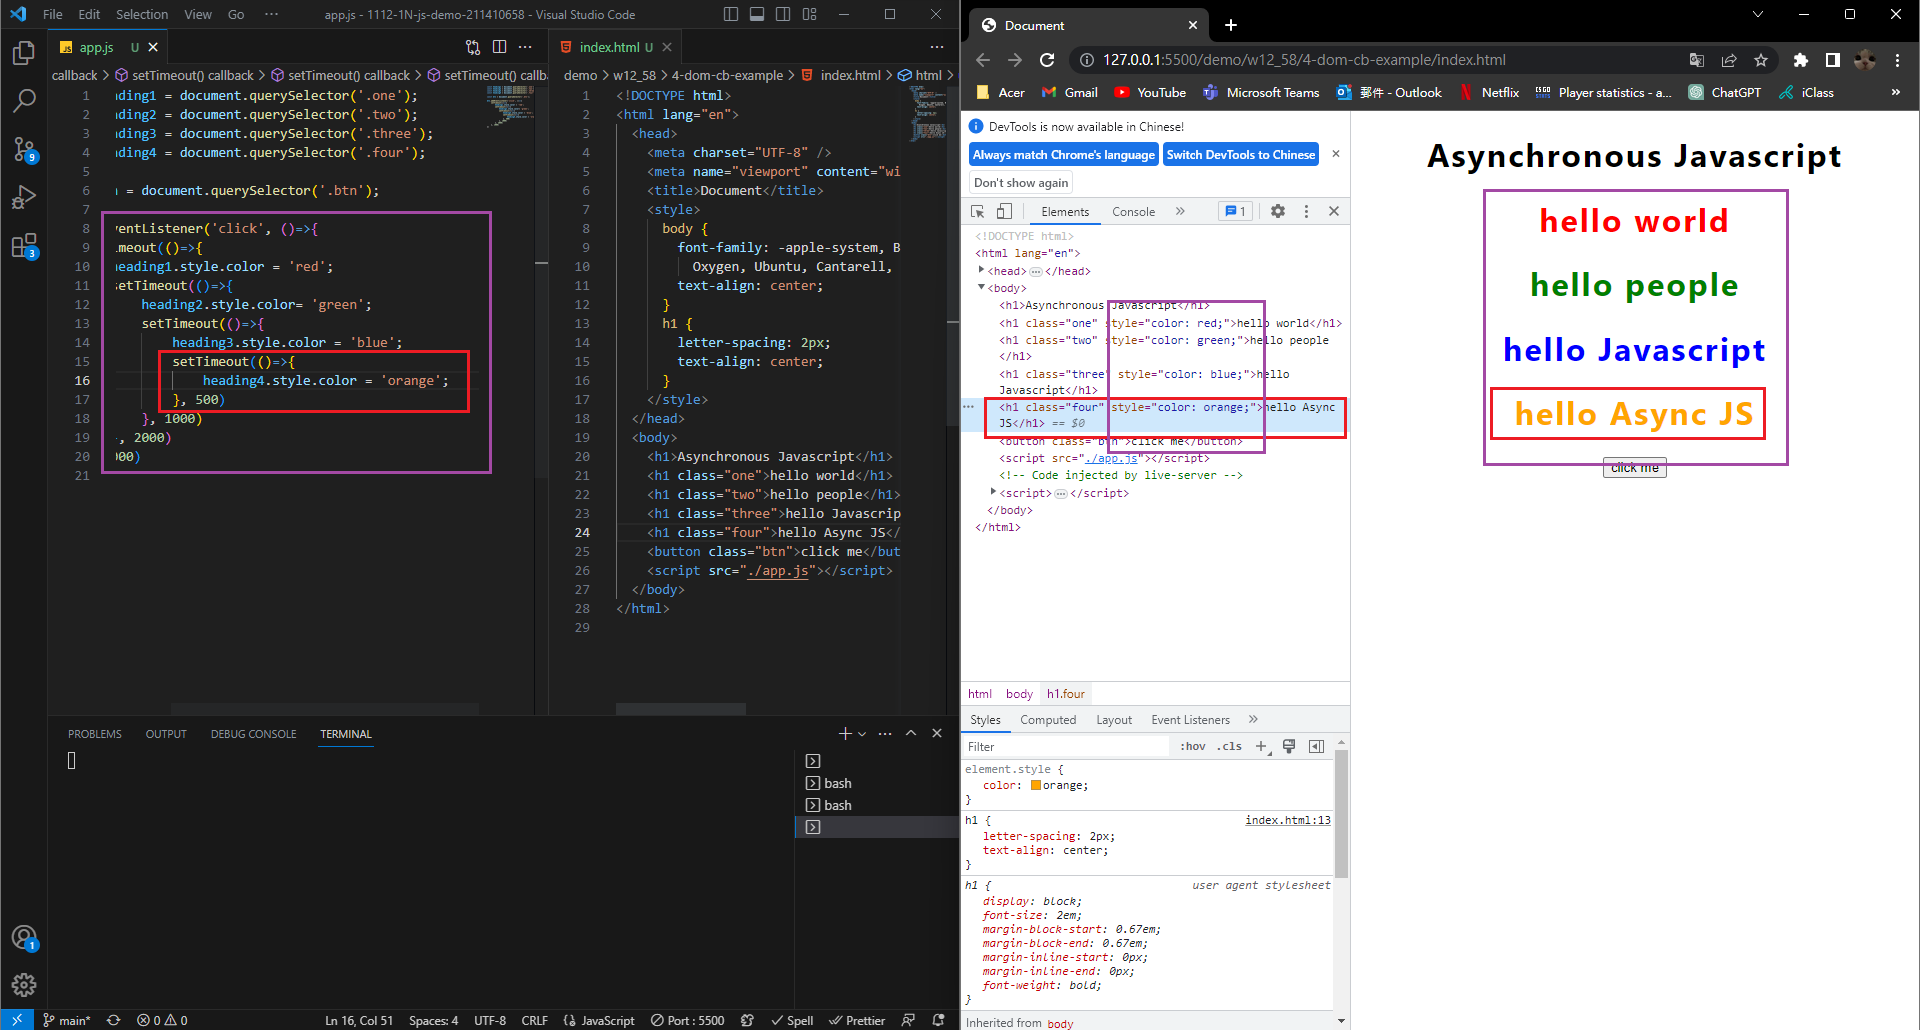 File Edit Selection View Go ··· app.js - 1112-1N-js-demo-211410658 - Visual Studio Code
app.js U
callback > setTimeout() callback > setTimeout() callback > setTimeout() callba
1 ading1 = document.querySelector('.one');
2 ading2 = document.querySelector('.two');
3 ading3 = document.querySelector('.three');
4 ading4 = document.querySelector('.four');
5
6 n = document.querySelector('.btn');
7
8 ventListener('click', ()=>{
9 imeout(()=>{
10 heading1.style.color = 'red';
11 setTimeout(()=>{
12 heading2.style.color= 'green';
13 setTimeout(()=>{
14 heading3.style.color = 'blue';
15 setTimeout(()=>{
16 heading4.style.color = 'orange';
17 }, 500)
18 }, 1000)
19 , 2000)
20 00)
21
index.html U
demo > w12_58 > 4-dom-cb-example > index.html > html >
1 <!DOCTYPE html>
2 <html lang="en">
3 <head>
4 <meta charset="UTF-8" />
5 <meta name="viewport" content="wi
6 <title>Document</title>
7 <style>
8 body {
9 font-family: -apple-system, B
10 Oxygen, Ubuntu, Cantarell,
11 text-align: center;
12 }
13 h1 {
14 letter-spacing: 2px;
15 text-align: center;
16 }
17 </style>
18 </head>
19 <body>
20 <h1>Asynchronous Javascript</h1>
21 <h1 class="one">hello world</h1>
22 <h1 class="two">hello people</h1>
23 <h1 class="three">hello Javascrip
24 <h1 class="four">hello Async JS</
25 <button class="btn">click me</but
26 <script src="./app.js"></script>
27 </body>
28 </html>
29
PROBLEMS OUTPUT DEBUG CONSOLE TERMINAL
bash
bash
9
3
1
main* 0 0 Ln 16, Col 51 Spaces: 4 UTF-8 CRLF JavaScript Port : 5500 Spell Prettier
Document
127.0.0.1:5500/demo/w12_58/4-dom-cb-example/index.html
Acer Gmail YouTube Microsoft Teams 郵件 - Outlook Netflix Player statistics - a... ChatGPT iClass »
DevTools is now available in Chinese!
Always match Chrome's language Switch DevTools to Chinese
Don't show again
Elements Console » 1
<!DOCTYPE html>
<html lang="en">
<head>…</head>
<body>
<h1>Asynchronous Javascript</h1>
<h1 class="one" style="color: red;">hello world</h1>
<h1 class="two" style="color: green;">hello people
</h1>
<h1 class="three" style="color: blue;">hello
Javascript</h1>
··· <h1 class="four" style="color: orange;">hello Async
JS</h1> == $0
<button class="btn">click me</button>
<script src="./app.js"></script>
<!-- Code injected by live-server -->
<script>…</script>
</body>
</html>
html body h1.four
Styles Computed Layout Event Listeners »
Filter :hov .cls +
element.style {
color: orange;
}
h1 { index.html:13
letter-spacing: 2px;
text-align: center;
}
h1 { user agent stylesheet
display: block;
font-size: 2em;
margin-block-start: 0.67em;
margin-block-end: 0.67em;
margin-inline-start: 0px;
margin-inline-end: 0px;
font-weight: bold;
}
Inherited from body
Asynchronous Javascript
hello world
hello people
hello Javascript
hello Async JS
click me